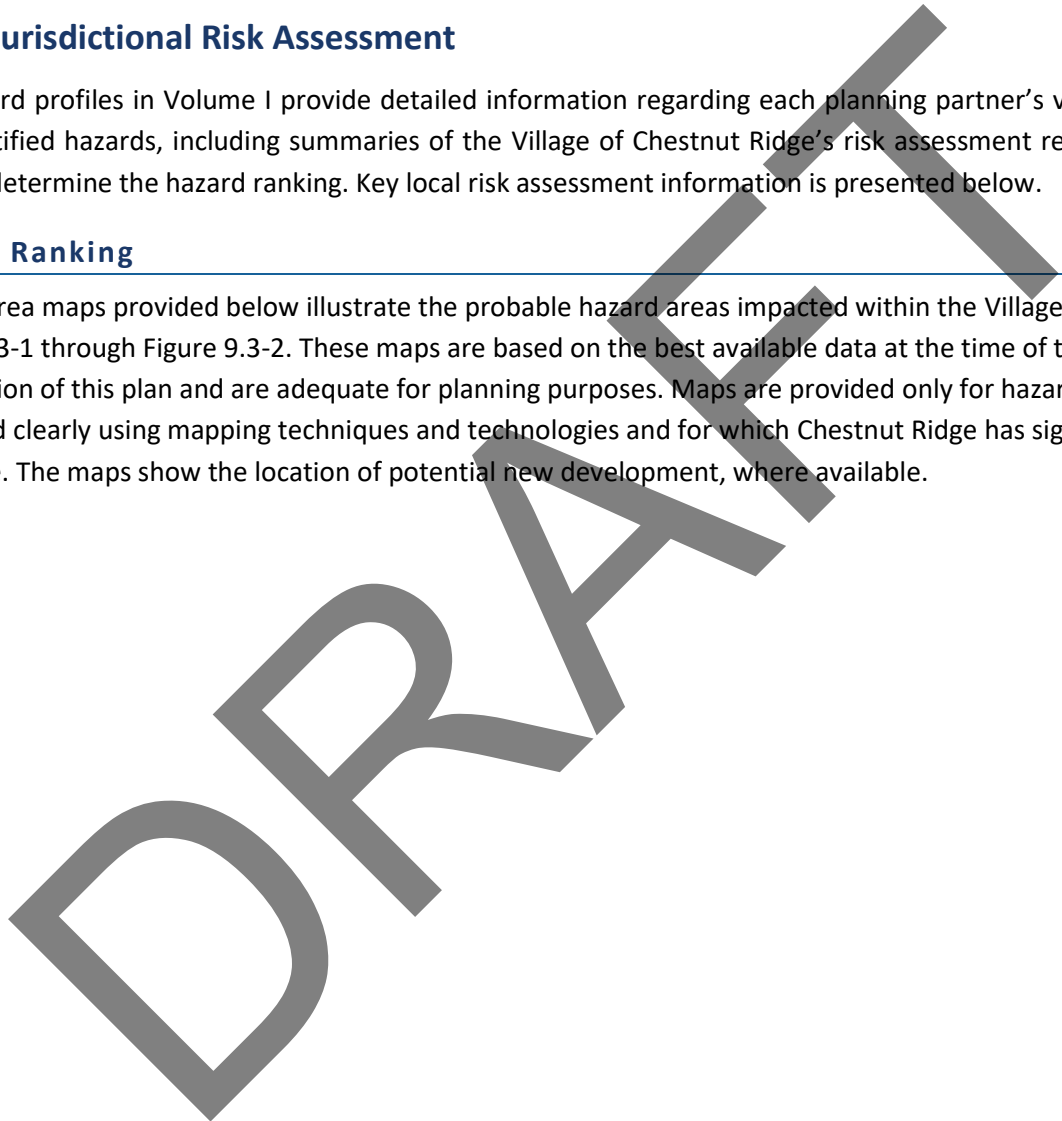 urisdictional Risk Assessment
rd profiles in Volume I provide detailed information regarding each planning partner's v
tified hazards, including summaries of the Village of Chestnut Ridge's risk assessment re
determine the hazard ranking. Key local risk assessment information is presented below.
Ranking
rea maps provided below illustrate the probable hazard areas impacted within the Village
3-1 through Figure 9.3-2. These maps are based on the best available data at the time of t
ion of this plan and are adequate for planning purposes. Maps are provided only for hazar
d clearly using mapping techniques and technologies and for which Chestnut Ridge has sig
e. The maps show the location of potential new development, where available.
DRAFT